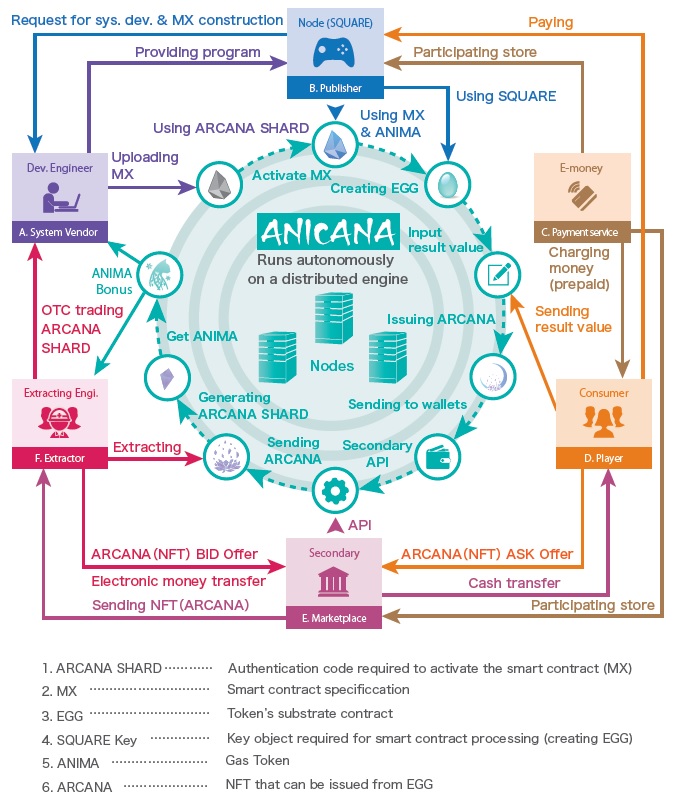 Request for sys. dev. & MX construction
Node (SQUARE)
Paying
Providing program
Participating store
B. Publisher
Using SQUARE
Using ARCANA SHARD
Using MX
& ANIMA
Dev. Engineer
Uploading
MX
Activate MX
Creating EGG
E-money
A. System Vendor
ANICANA
Input
result value
C. Payment service
Runs autonomously
on a distributed engine
Charging
money
(prepaid)
ANIMA
Bonus
OTC trading
ARCANA
SHARD
Issuing ARCANA
Sending
result value
Get ANIMA
Nodes
Extracting Engi.
Generating
ARCANA SHARD
Sending to wallets
Consumer
Extracting
Sending
ARCANA
Secondary
API
F. Extractor
D. Player
API
ARCANA(NFT) BID Offer
Secondary
ARCANA(NFT) ASK Offer
Electronic money transfer
Cash transfer
Sending NFT(ARCANA)
E. Marketplace
Participating store
1. ARCANA SHARD ············ Authentication code required to activate the smart contract (MX)
2. MX ······························ Smart contract specificcation
3. EGG ···························· Token's substrate contract
4. SQUARE Key ··············· Key object required for smart contract processing (creating EGG)
5. ANIMA ························ Gas Token
6. ARCANA ····················· NFT that can be issued from EGG